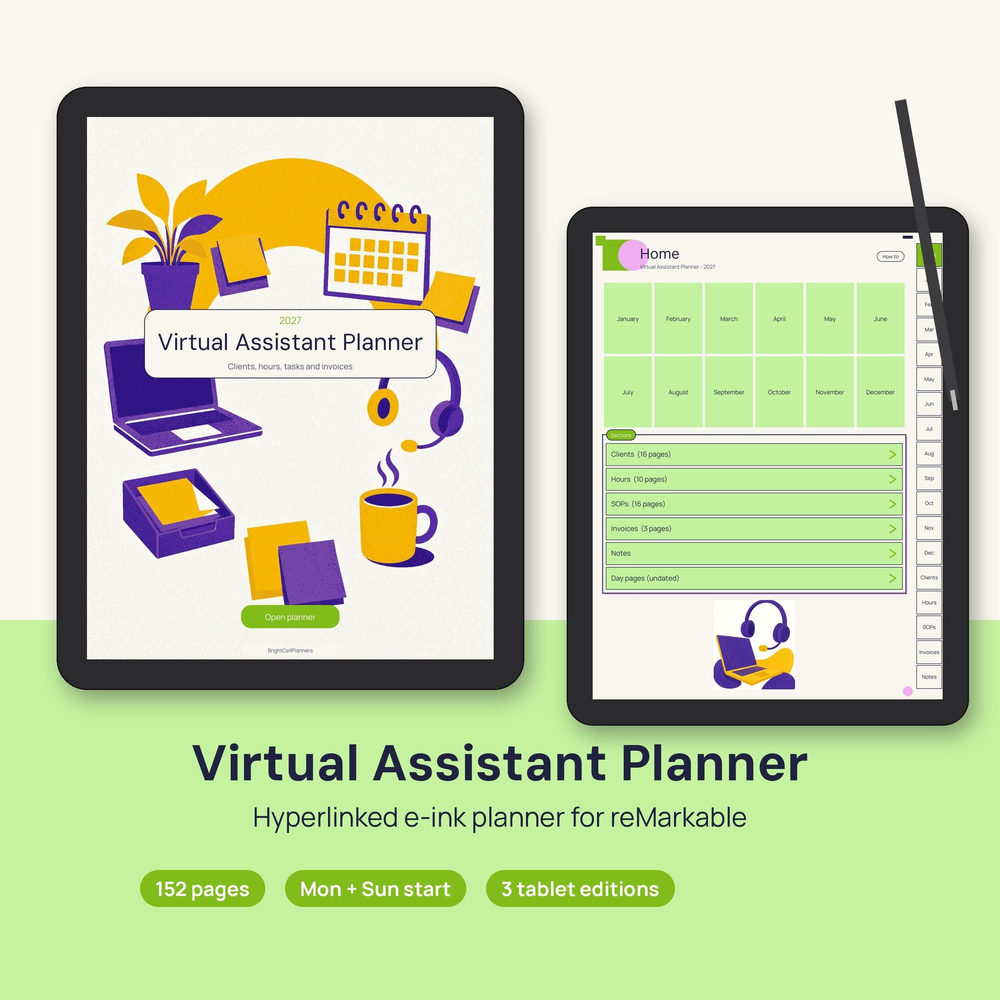 2027
Virtual Assistant Planner
Clients, hours, tasks and invoices
Open planner
BrightCellPlanners
Home
Virtual Assistant Planner - 2027
How to
January
February
March
April
May
June
July
August
September
October
November
December
Sections
Clients (16 pages)
Hours (10 pages)
SOPs (16 pages)
Invoices (3 pages)
Notes
Day pages (undated)
Mar
Apr
May
Jun
Jul
Aug
Sep
Oct
Nov
Dec
Clients
Hours
SOPs
Invoices
Notes
Virtual Assistant Planner
Hyperlinked e-ink planner for reMarkable
152 pages
Mon + Sun start
3 tablet editions